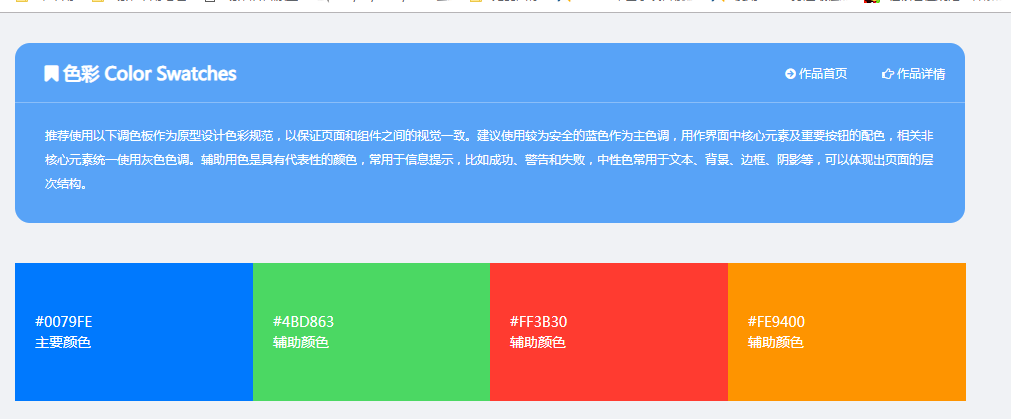 色彩 Color Swatches
作品首页
作品详情
推荐使用以下调色板作为原型设计色彩规范，以保证页面和组件之间的视觉一致。建议使用较为安全的蓝色作为主色调，用作界面中核心元素及重要按钮的配色，相关非
核心元素统一使用灰色色调。辅助用色是具有代表性的颜色，常用于信息提示，比如成功、警告和失败，中性色常用于文本、背景、边框、阴影等，可以体现出页面的层
次结构。
#0079FE
主要颜色
#4BD863
辅助颜色
#FF3B30
辅助颜色
#FE9400
辅助颜色